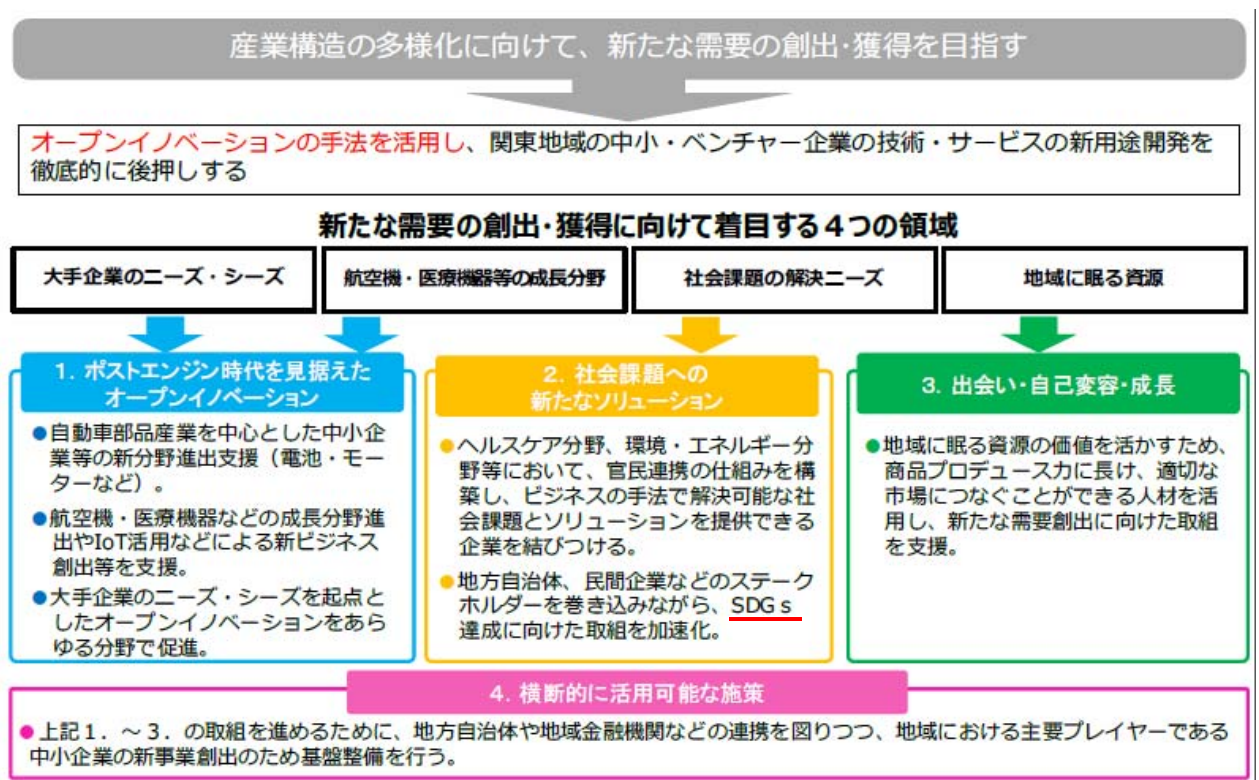 産業構造の多様化に向けて、新たな需要の創出･獲得を目指す
オープンイノベーションの手法を活用し、関東地域の中小・ベンチャー企業の技術・サービスの新用途開発を
徹底的に後押しする
新たな需要の創出･獲得に向けて着目する４つの領域
大手企業のニーズ・シーズ
航空機・医療機器等の成長分野
社会課題の解決ニーズ
地域に眠る資源
1．ポストエンジン時代を見据えた
オープンイノベーション
●自動車部品産業を中心とした中小企
業等の新分野進出支援（電池・モー
ターなど）。
●航空機・医療機器などの成長分野進
出やIoT活用などによる新ビジネス
創出等を支援。
●大手企業のニーズ・シーズを起点と
したオープンイノベーションをあら
ゆる分野で促進。
2．社会課題への
新たなソリューション
●ヘルスケア分野、環境・エネルギー分
野等において、官民連携の仕組みを構
築し、ビジネスの手法で解決可能な社
会課題とソリューションを提供できる
企業を結びつける。
●地方自治体、民間企業などのステーク
ホルダーを巻き込みながら、SDGｓ
達成に向けた取組を加速化。
3．出会い･自己変容･成長
●地域に眠る資源の価値を活かすため、
商品プロデュース力に長け、適切な
市場につなぐことができる人材を活
用し、新たな需要創出に向けた取組
を支援。
4．横断的に活用可能な施策
●上記１．～３．の取組を進めるために、地方自治体や地域金融機関などの連携を図りつつ、地域における主要プレイヤーである
中小企業の新事業創出のため基盤整備を行う。